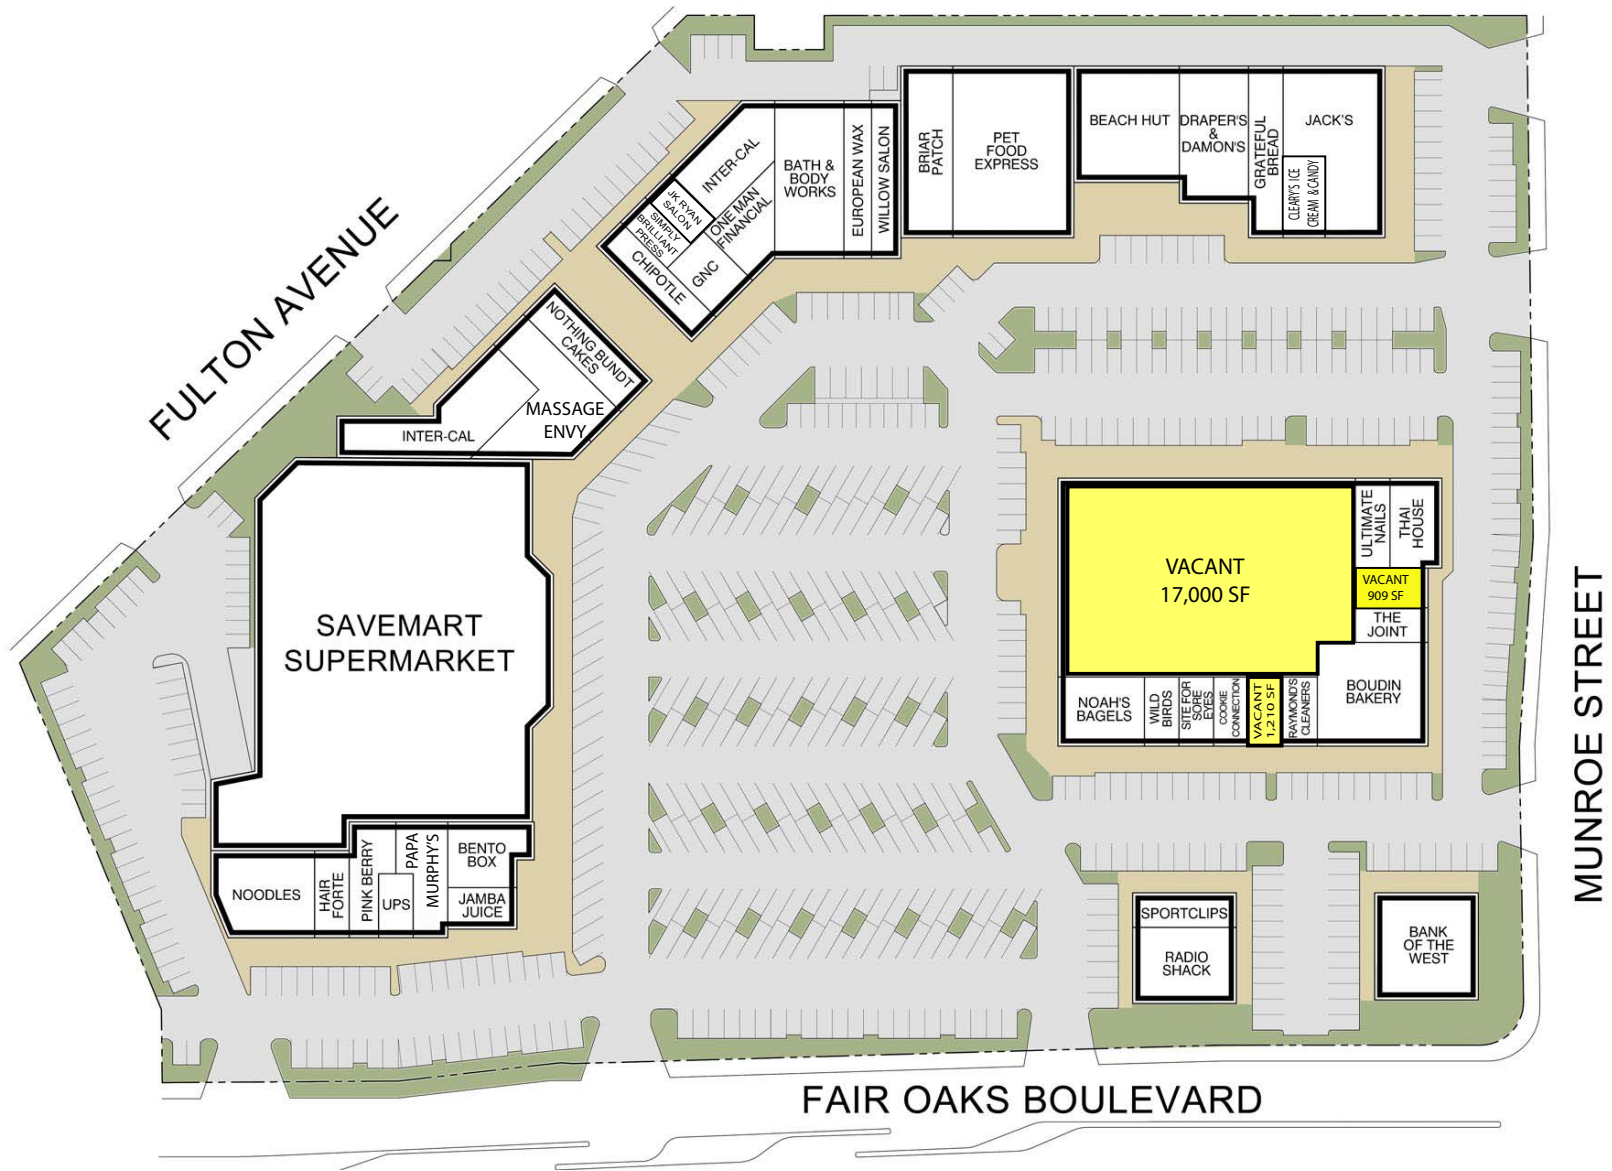 FULTON AVENUE
INTER-CAL
JK RYAN
SALON
SIMPLY
BRILLIANT
PRESS
ONE MAN
FINANCIAL
GNC
CHIPOTLE
BATH &
BODY
WORKS
EUROPEAN WAX
WILLOW SALON
BRIAR
PATCH
PET
FOOD
EXPRESS
BEACH HUT
DRAPER'S
&
DAMON'S
GRATEFUL
BREAD
JACK'S
CLEARY'S ICE
CREAM & CANDY
NOTHING BUNDT
CAKES
MASSAGE
ENVY
INTER-CAL
SAVEMART
SUPERMARKET
NOODLES
HAIR
FORTE
PINK BERRY
UPS
PAPA
MURPHY'S
BENTO
BOX
JAMBA
JUICE
VACANT
17,000 SF
ULTIMATE
NAILS
THAI
HOUSE
VACANT
909 SF
THE
JOINT
BOUDIN
BAKERY
NOAH'S
BAGELS
WILD
BIRDS
SITE FOR
SORE
EYES
COOKIE
CONNECTION
VACANT
1,210 SF
RAYMOND'S
CLEANERS
SPORTCLIPS
RADIO
SHACK
BANK
OF THE
WEST
MUNROE STREET
FAIR OAKS BOULEVARD